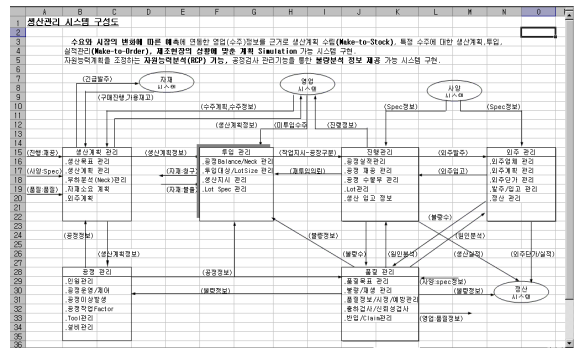 A B C D E F G H I J K L M N O
생산관리 시스템 구성도
수요와 시장의 변화에 따른 예측에 연동한 영업(수주)정보를 근거로 생산계획 수립(Make-to-Stock), 특정 수주에 대한 생산계획,투입,
실적관리(Make-to-Order), 제조현장의 상황에 맞춘 계획 Simulation 가능 시스템 구현.
자원능력계획을 조정하는 자원능력분석(RCP) 기능, 공정검사 관리기능을 통한 불량분석 정보 제공 가능 시스템 구현.
(긴급발주)
자재
시스템
영업
시스템
사양
시스템
(구매진행,가용재고)
(수주계획,수주정보)
(Spec정보)
(Spec정보)
(생산계획정보)
(미투입수주)
(진행정보)
(진행:재공)
생산계획 관리
(생산계획정보)
투입 관리
(작업지시-공장구분)
진행관리
(외주발주)
외주 관리
.생산목표 관리
.공정Balance/Neck 관리
.공정실적관리
.외주업체 관리
(사양:Spec)
.생산계획 관리
(자재:청구)
.투입대상/LotSize 관리
(재투입의뢰)
.공정 재공 관리
(외주입고)
.외주계획 관리
.부하분석(Neck)관리
.생산지시 관리
.공정 수불부 관리
.외주단가 관리
(품질:품질)
.자재소요 계획
(자재:불출)
.Lot Spec 관리
.Lot관리
.발주/입고 관리
.외주계획
.생산 입고 정보
.정산 관리
(불량수)
(공정정보)
(불량정보)
(원인분석)
(생산계획정보)
(불량수)
(원인분석)
(생산실적)
(외주단가/실적)
공정 관리
(공정정보)
품질 관리
.인원관리
.품질목표 관리
(사양:spec정보)
.공정운영/제어
(불량정보)
.불량/재생 관리
(불량정보)
정산
시스템
.공정이상발생
.품질정보/시정/예방관리
.공정작업Factor
.출하검사/신뢰성검사
.Tool관리
.반입/Claim관리
(영업:품질정보)
.설비관리